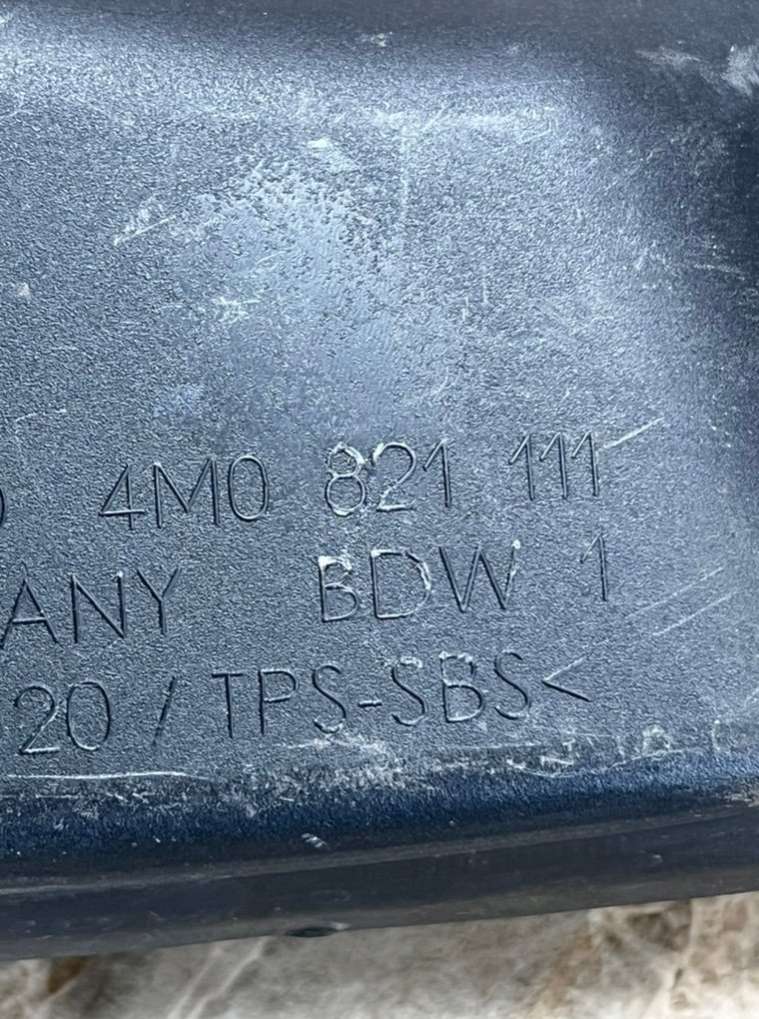 4M0 821 111
ANY BDW 1
20 / TPS-SBS<